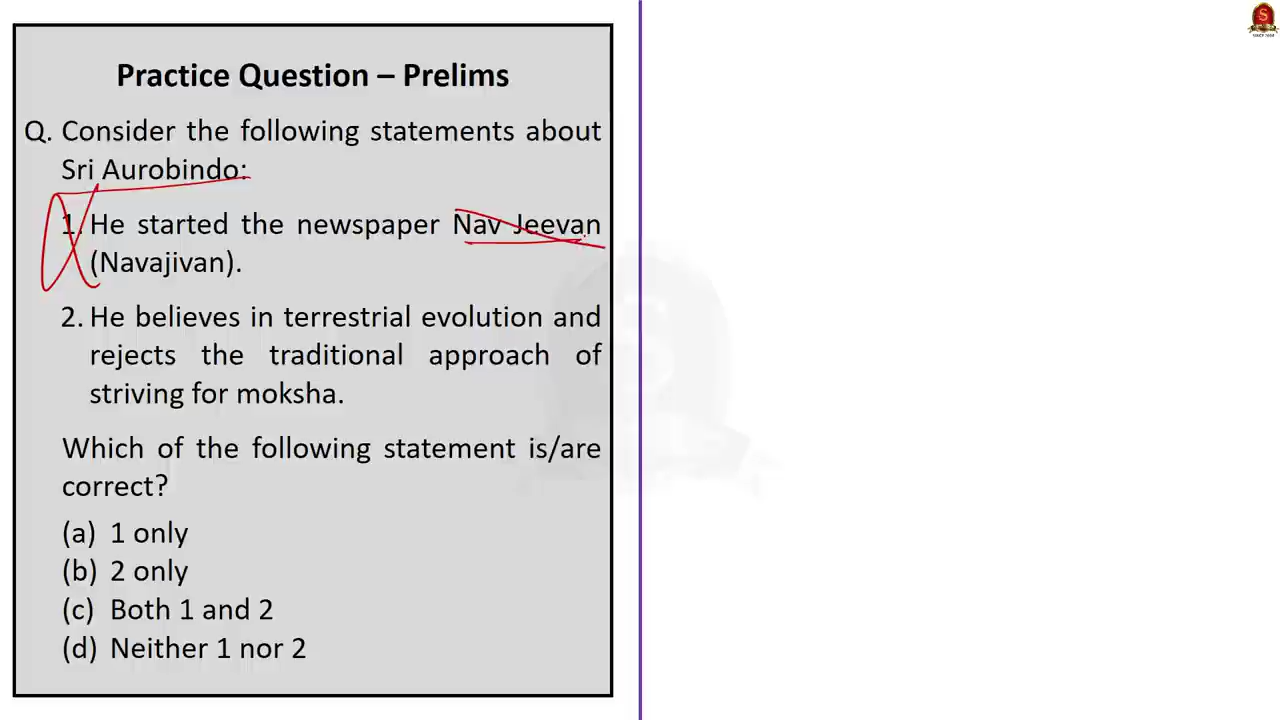 Practice Question – Prelims
Q. Consider the following statements about
Sri Aurobindo:
1. He started the newspaper Nav Jeevan
(Navajivan).
2. He believes in terrestrial evolution and
rejects the traditional approach of
striving for moksha.
Which of the following statement is/are
correct?
(a) 1 only
(b) 2 only
(c) Both 1 and 2
(d) Neither 1 nor 2
S